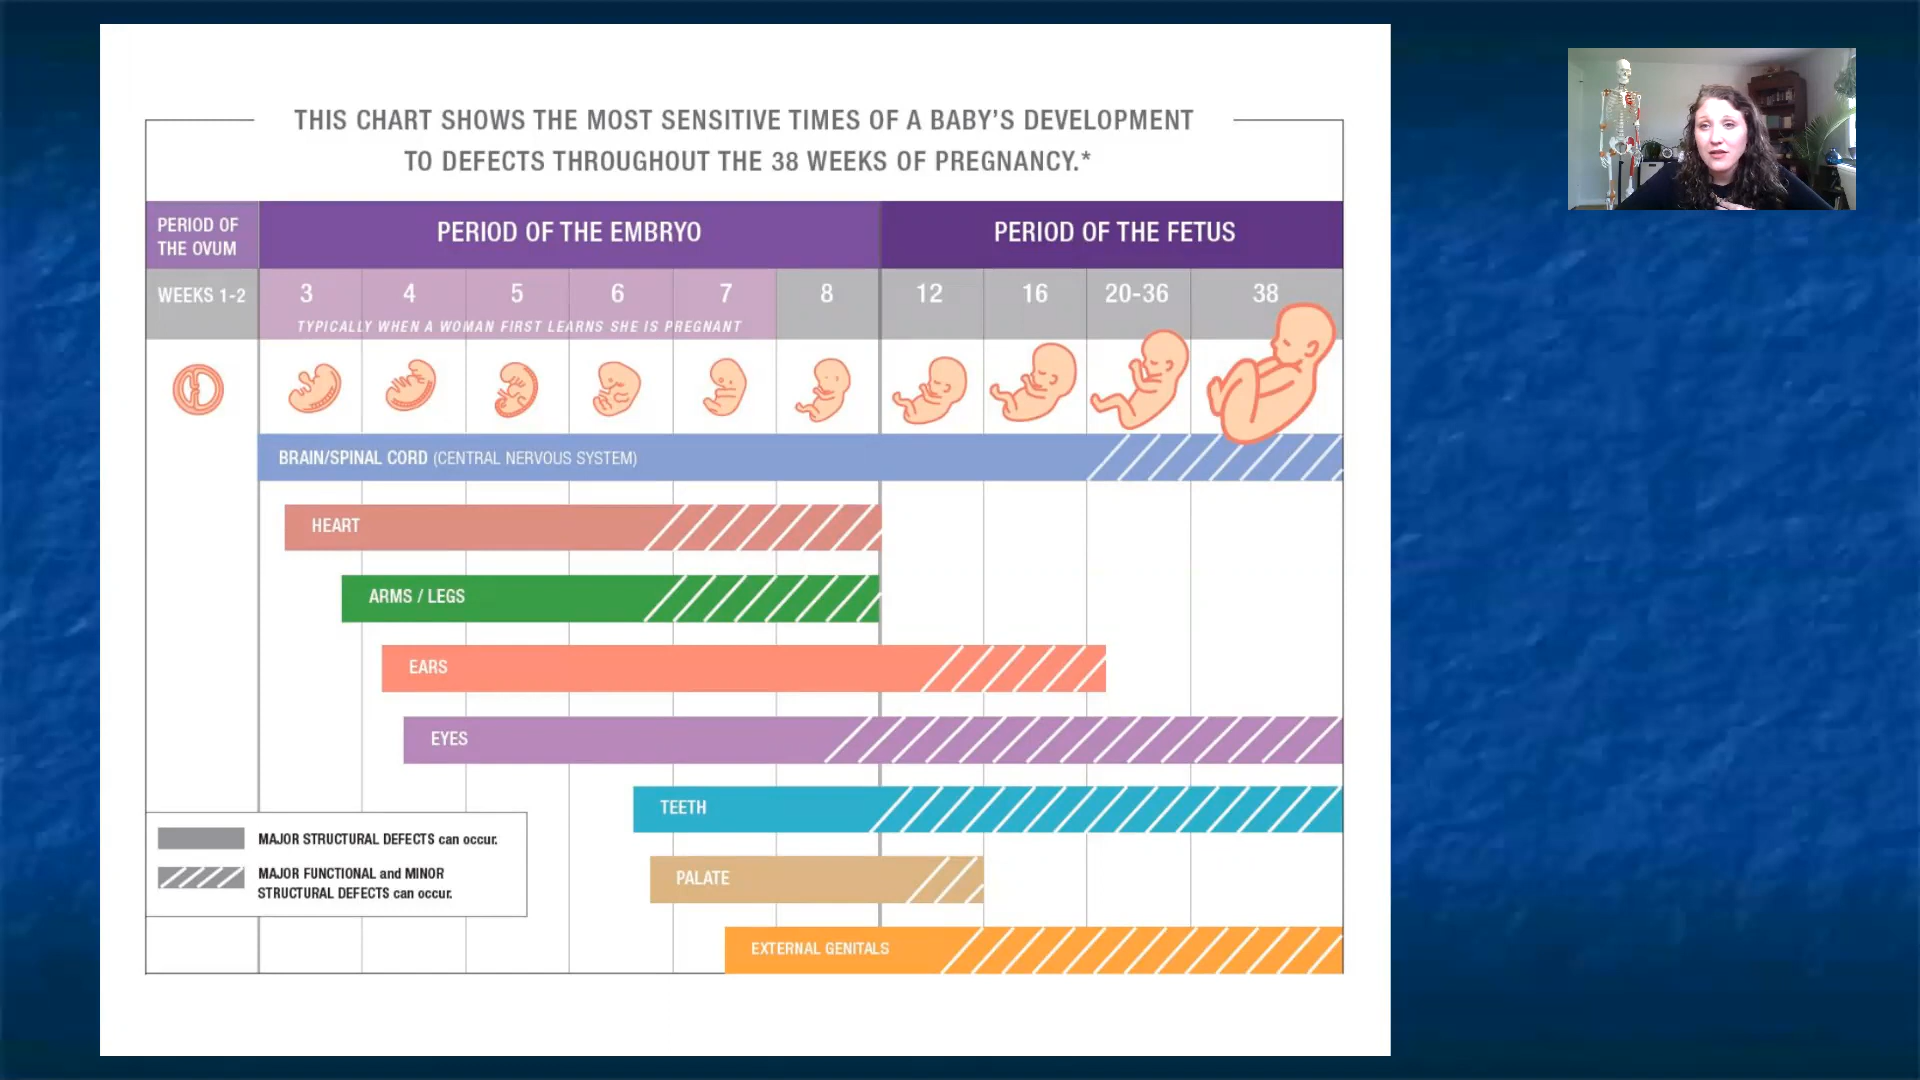 THIS CHART SHOWS THE MOST SENSITIVE TIMES OF A BABY'S DEVELOPMENT
TO DEFECTS THROUGHOUT THE 38 WEEKS OF PREGNANCY.*
PERIOD OF
THE OVUM
PERIOD OF THE EMBRYO
PERIOD OF THE FETUS
WEEKS 1-2
3
4
5
6
7
8
12
16
20-36
38
TYPICALLY WHEN A WOMAN FIRST LEARNS SHE IS PREGNANT
BRAIN/SPINAL CORD (CENTRAL NERVOUS SYSTEM)
HEART
ARMS / LEGS
EARS
EYES
TEETH
PALATE
EXTERNAL GENITALS
MAJOR STRUCTURAL DEFECTS can occur.
MAJOR FUNCTIONAL and MINOR
STRUCTURAL DEFECTS can occur.